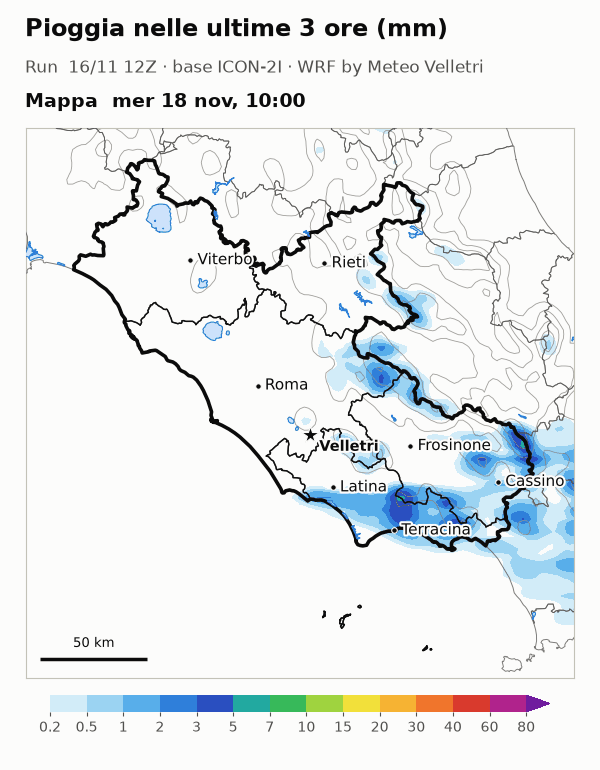 Pioggia nelle ultime 3 ore (mm)
Run  16/11 12Z · base ICON-2I · WRF by Meteo Velletri
Mappa  mer 18 nov, 10:00
Viterbo
Rieti
Roma
Velletri
Frosinone
Latina
Cassino
Terracina
50 km
0.2 0.5 1 2 3 5 7 10 15 20 30 40 60 80